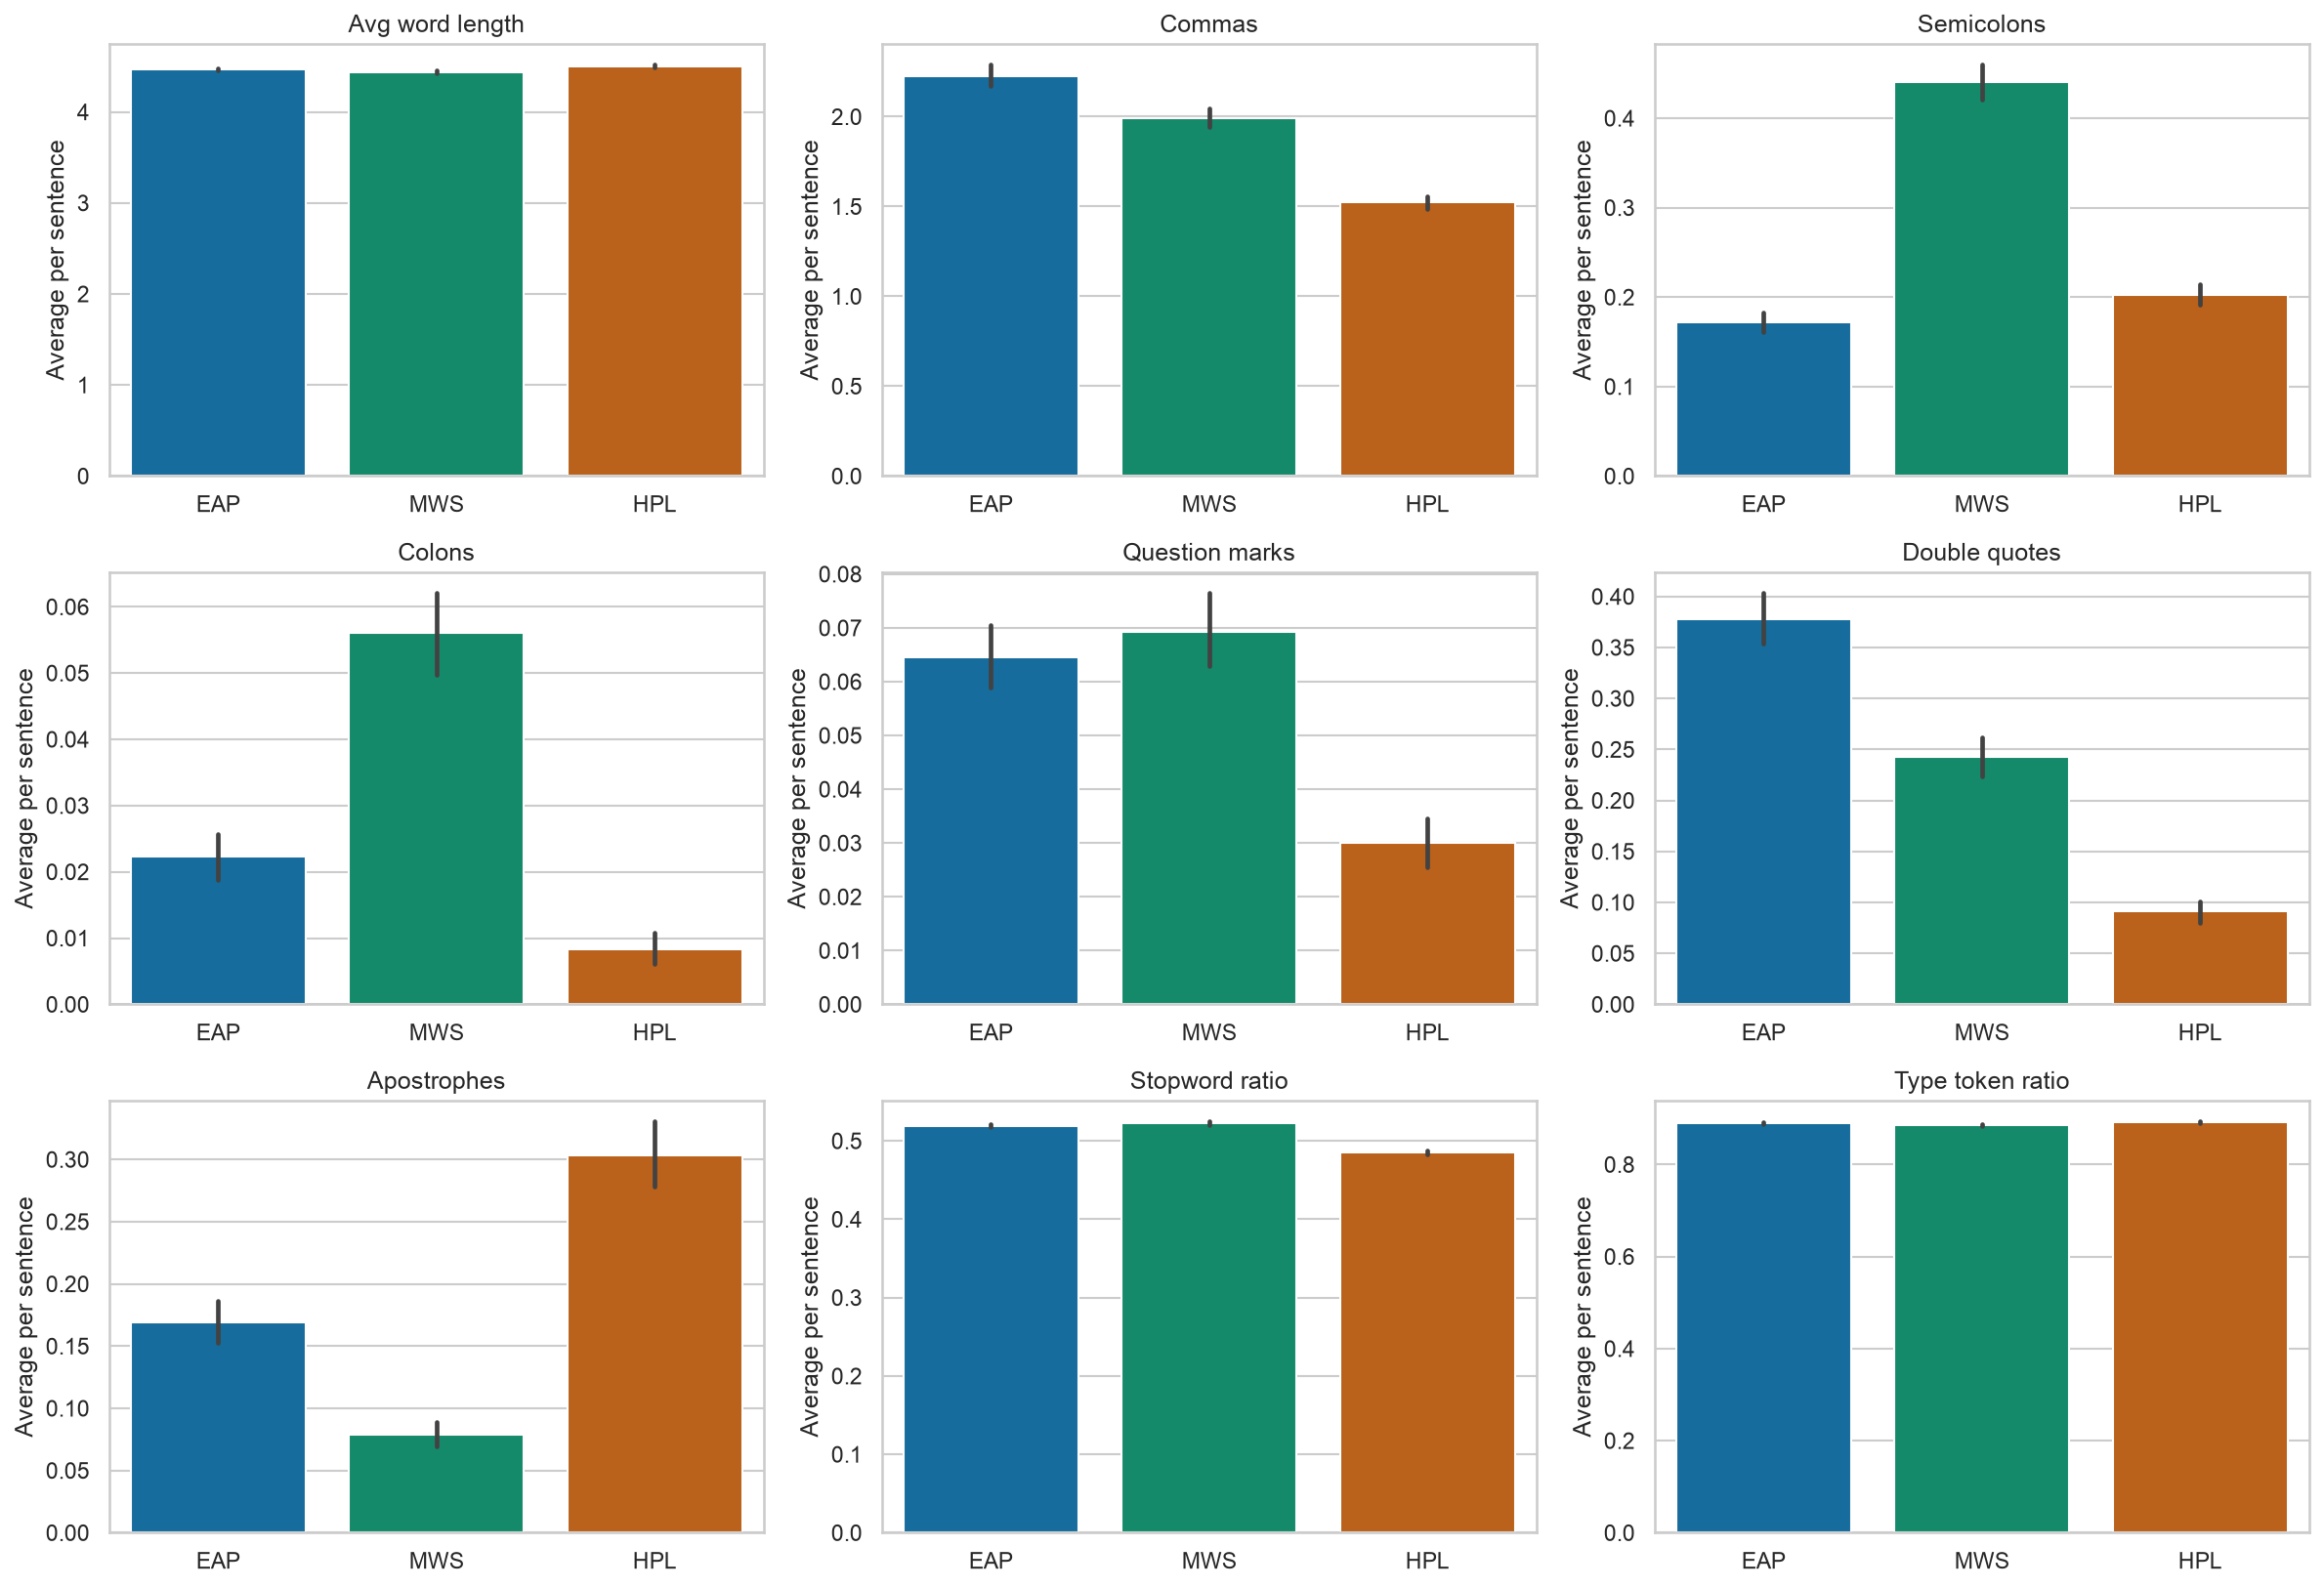 Avg word length
Average per sentence
4
3
2
1
0
EAP MWS HPL
Commas
Average per sentence
2.0
1.5
1.0
0.5
0.0
EAP MWS HPL
Semicolons
Average per sentence
0.4
0.3
0.2
0.1
0.0
EAP MWS HPL
Colons
Average per sentence
0.06
0.05
0.04
0.03
0.02
0.01
0.00
EAP MWS HPL
Question marks
Average per sentence
0.08
0.07
0.06
0.05
0.04
0.03
0.02
0.01
0.00
EAP MWS HPL
Double quotes
Average per sentence
0.40
0.35
0.30
0.25
0.20
0.15
0.10
0.05
0.00
EAP MWS HPL
Apostrophes
Average per sentence
0.30
0.25
0.20
0.15
0.10
0.05
0.00
EAP MWS HPL
Stopword ratio
Average per sentence
0.5
0.4
0.3
0.2
0.1
0.0
EAP MWS HPL
Type token ratio
Average per sentence
0.8
0.6
0.4
0.2
0.0
EAP MWS HPL